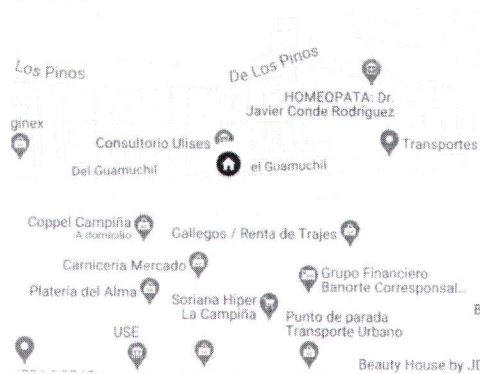 Los Pinos
De Los Pinos
HOMEOPATA: Dr.
Javier Conde Rodriguez
ginex
Consultorio Ulises
Transportes
Del Guamuchil
el Guamuchil
Coppel Campiña
A domicilio
Gallegos / Renta de Trajes
Carniceria Mercado
Grupo Financiero
Banorte Corresponsal...
Platería del Alma
Soriana Hiper
La Campiña
Punto de parada
Transporte Urbano
B
USE
Beauty House by JD